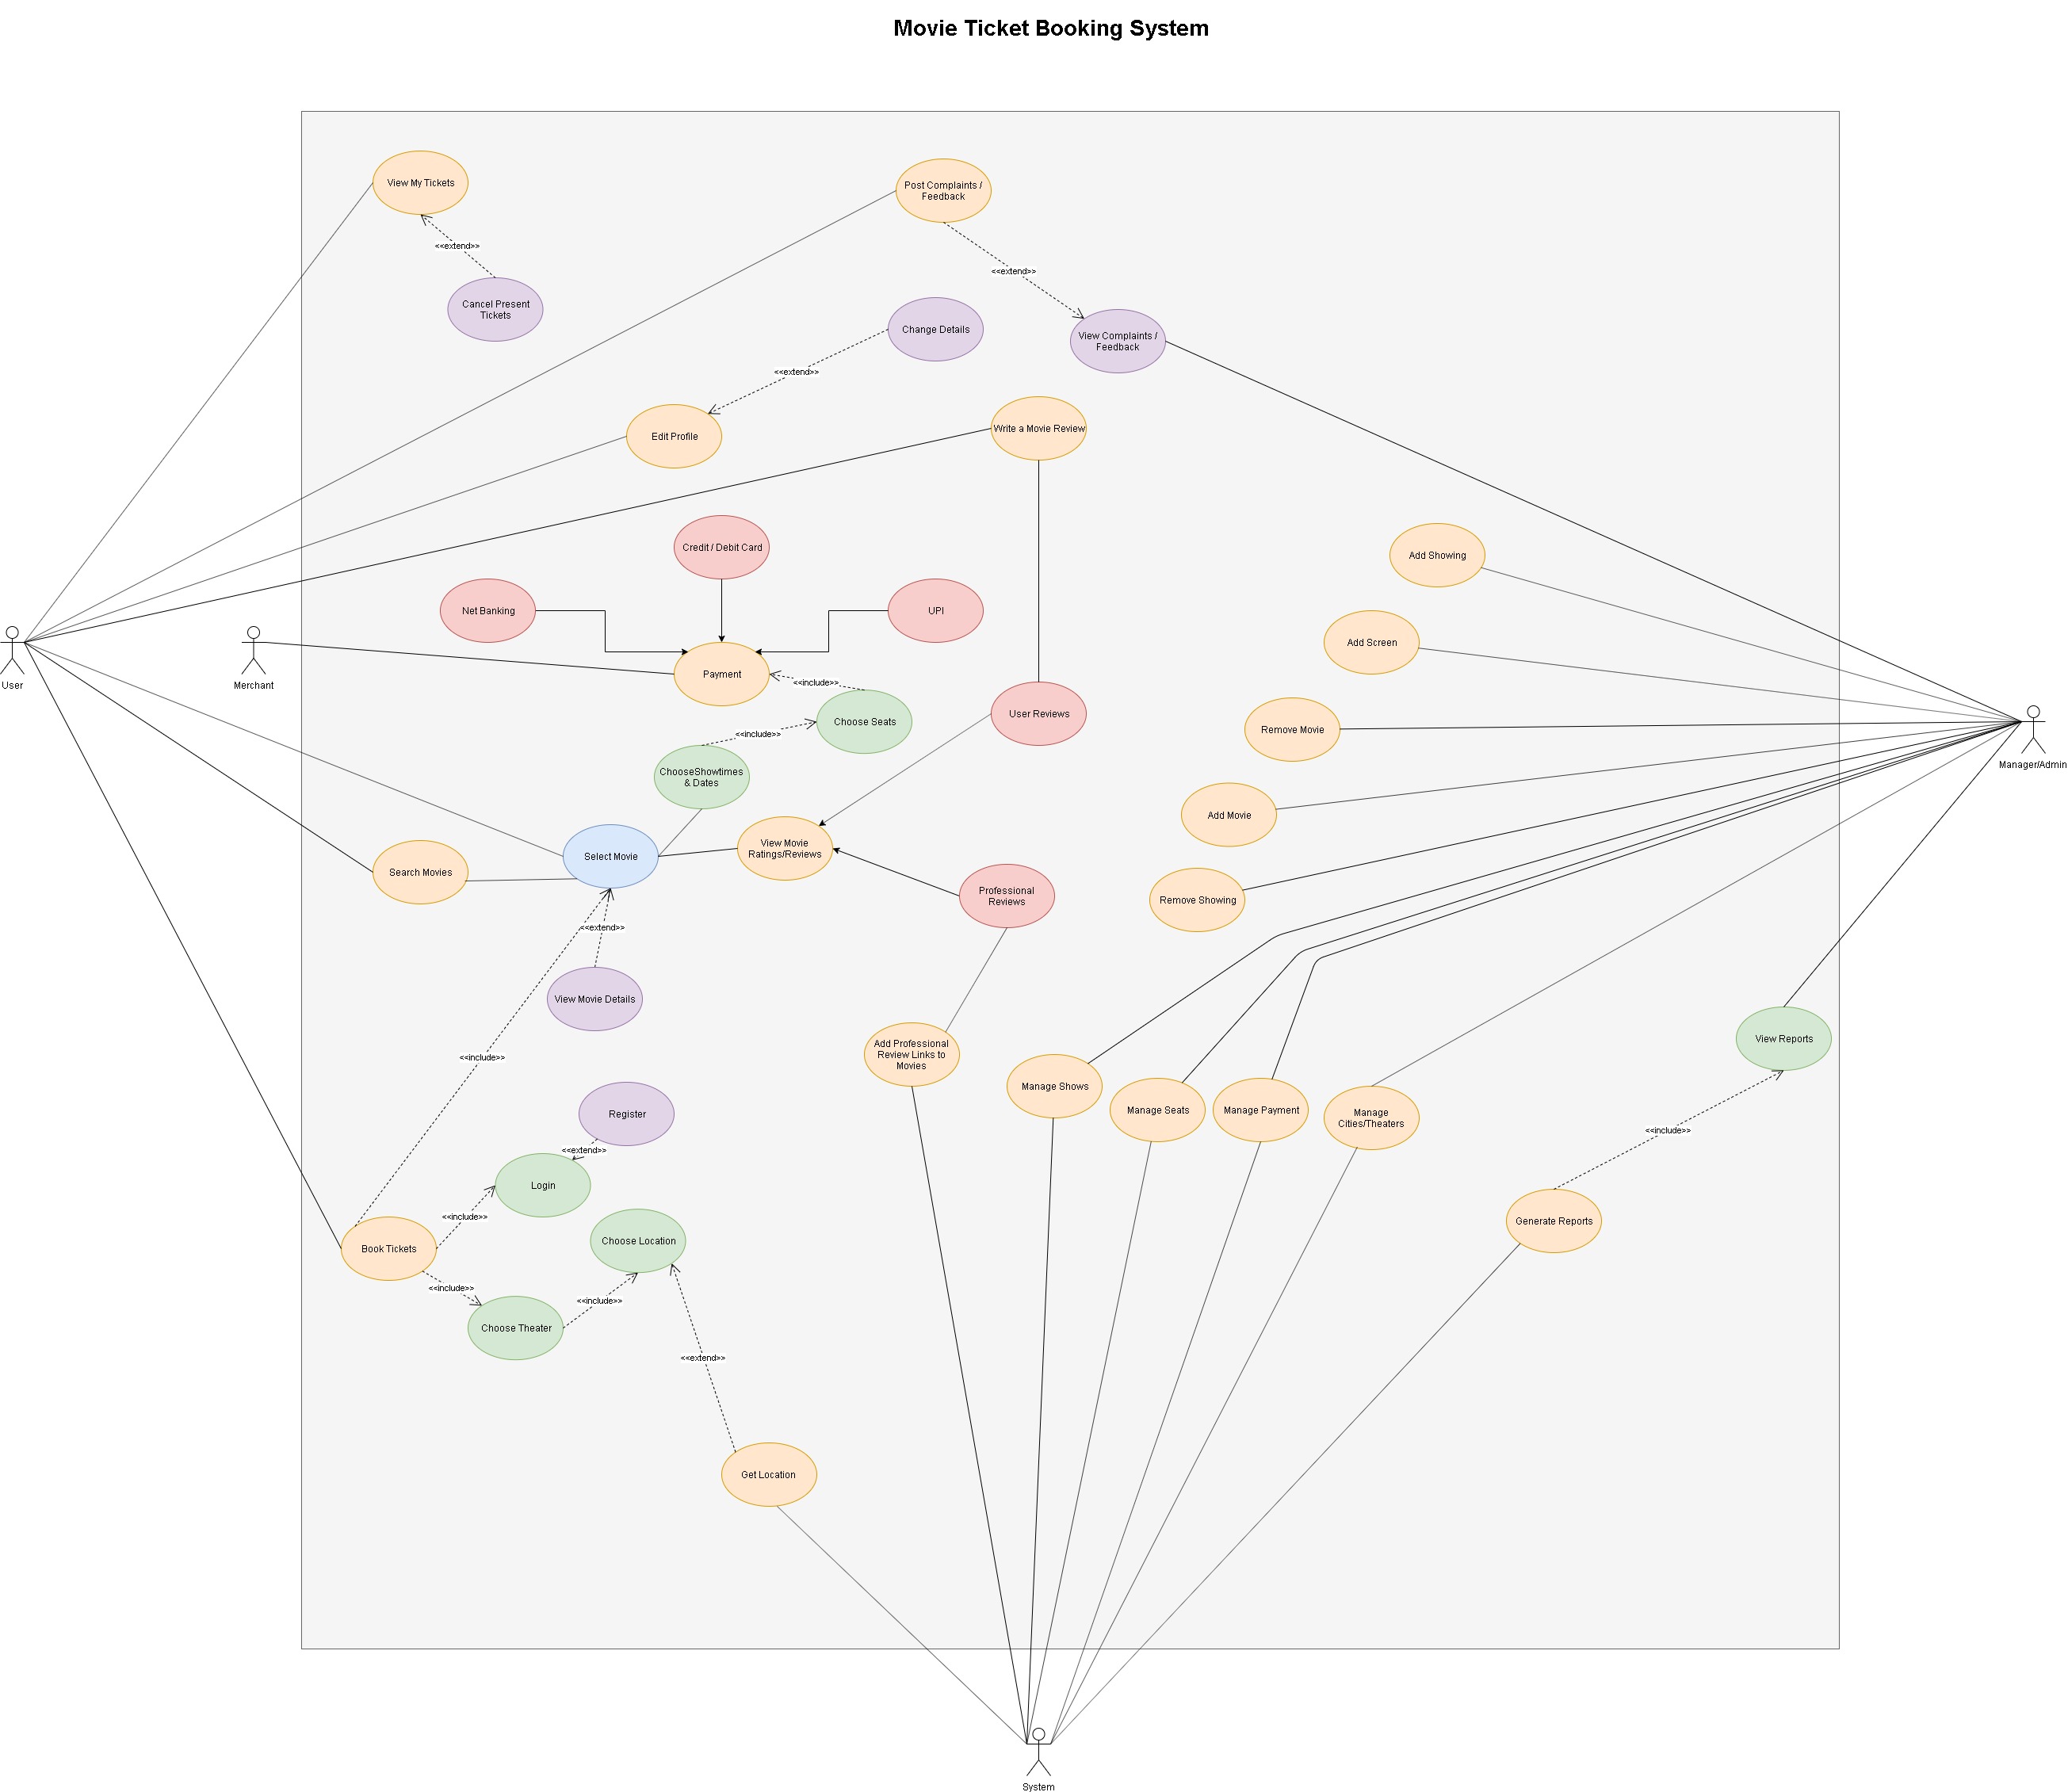 Movie Ticket Booking System
View My Tickets
Post Complaints /
Feedback
<<extend>>
<<extend>>
Cancel Present
Tickets
Change Details
View Complaints /
Feedback
<<extend>>
Edit Profile
Write a Movie Review
Credit / Debit Card
Add Showing
Net Banking
UPI
Add Screen
User
Merchant
Payment
<<include>>
Choose Seats
User Reviews
Remove Movie
<<include>>
Manager/Admin
ChooseShowtimes
& Dates
Add Movie
View Movie
Ratings/Reviews
Select Movie
Search Movies
Professional
Reviews
Remove Showing
<<extend>>
View Movie Details
View Reports
Add Professional
Review Links to
Movies
<<include>>
Manage Shows
Manage Seats
Manage Payment
Manage
Cities/Theaters
Register
<<include>>
<<extend>>
Login
<<include>>
Generate Reports
Choose Location
Book Tickets
<<include>>
<<include>>
Choose Theater
<<extend>>
Get Location
System